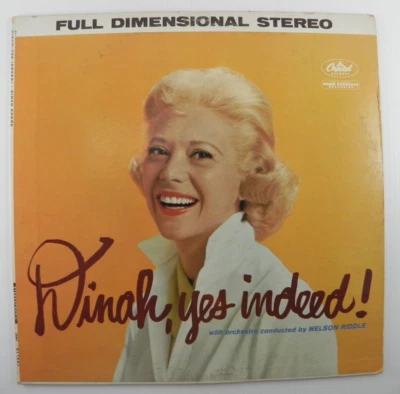 FULL DIMENSIONAL STEREO
Capitol
Dinah, yes indeed!
with orchestra conducted by NELSON RIDDLE